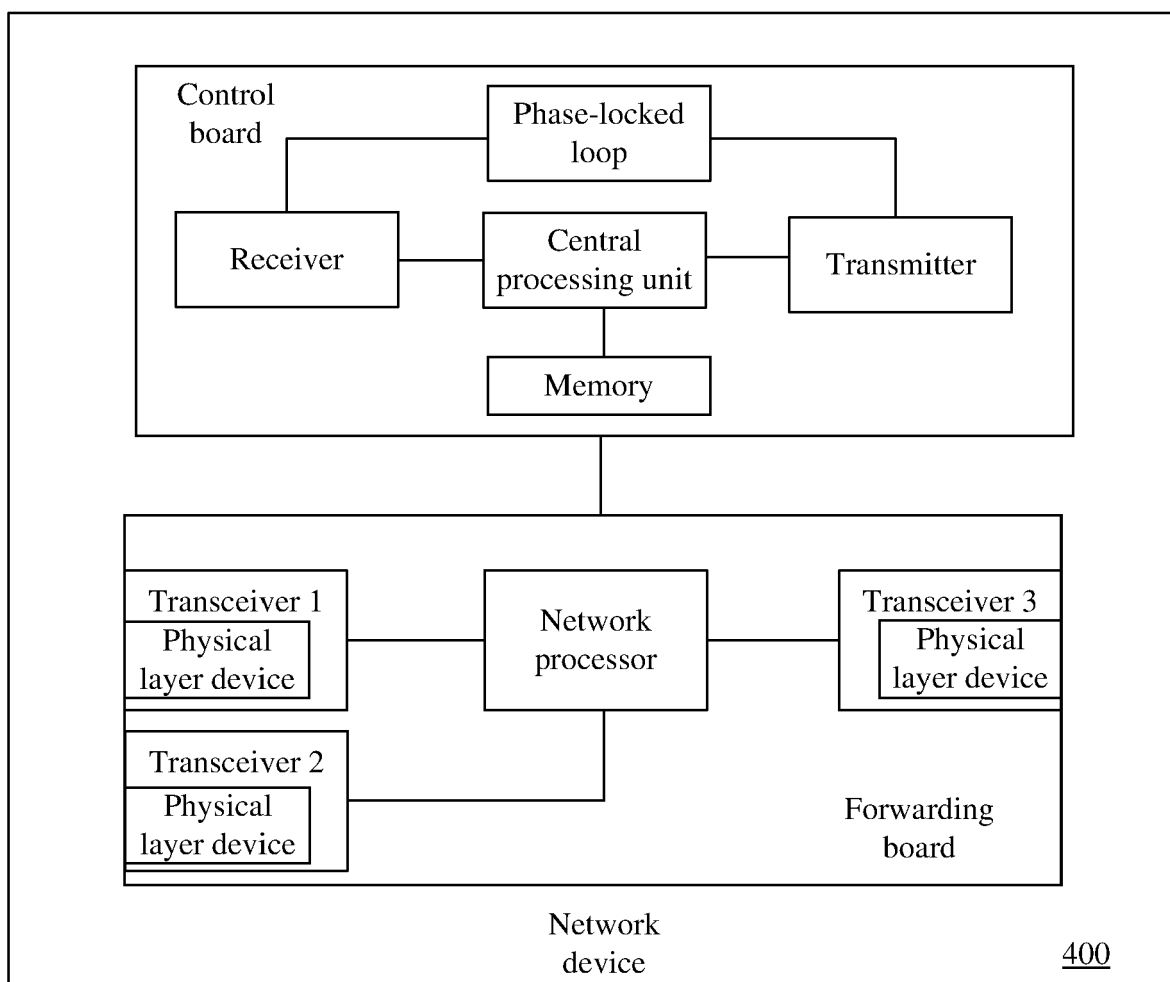 Control
board
Phase-locked
loop
Receiver
Central
processing unit
Transmitter
Memory
Transceiver 1
Physical
layer device
Network
processor
Transceiver 3
Physical
layer device
Transceiver 2
Physical
layer device
Forwarding
board
Network
device
400